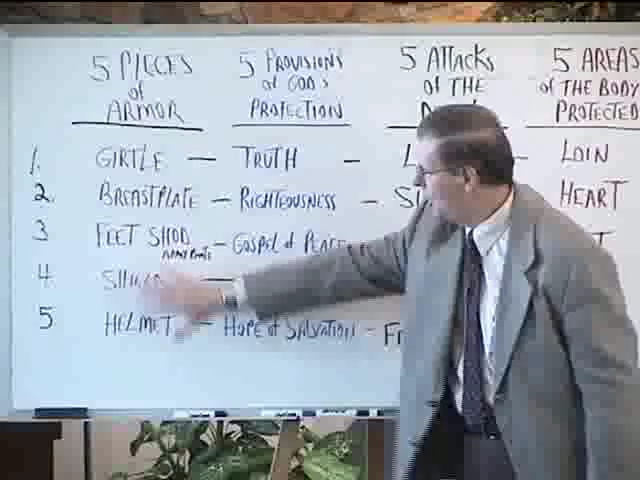 5 PIECES of ARMOR
5 PROVISIONS of GOD'S PROTECTION
5 ATTACKS of THE
5 AREAS of THE BODY PROTECTED
1. GIRTLE — TRUTH — LOIN
2. BREASTPLATE — RIGHTEOUSNESS — HEART
3 FEET SHOD — GOSPEL of PEACE
4
5 HELMET — HOPE of SALVATION —